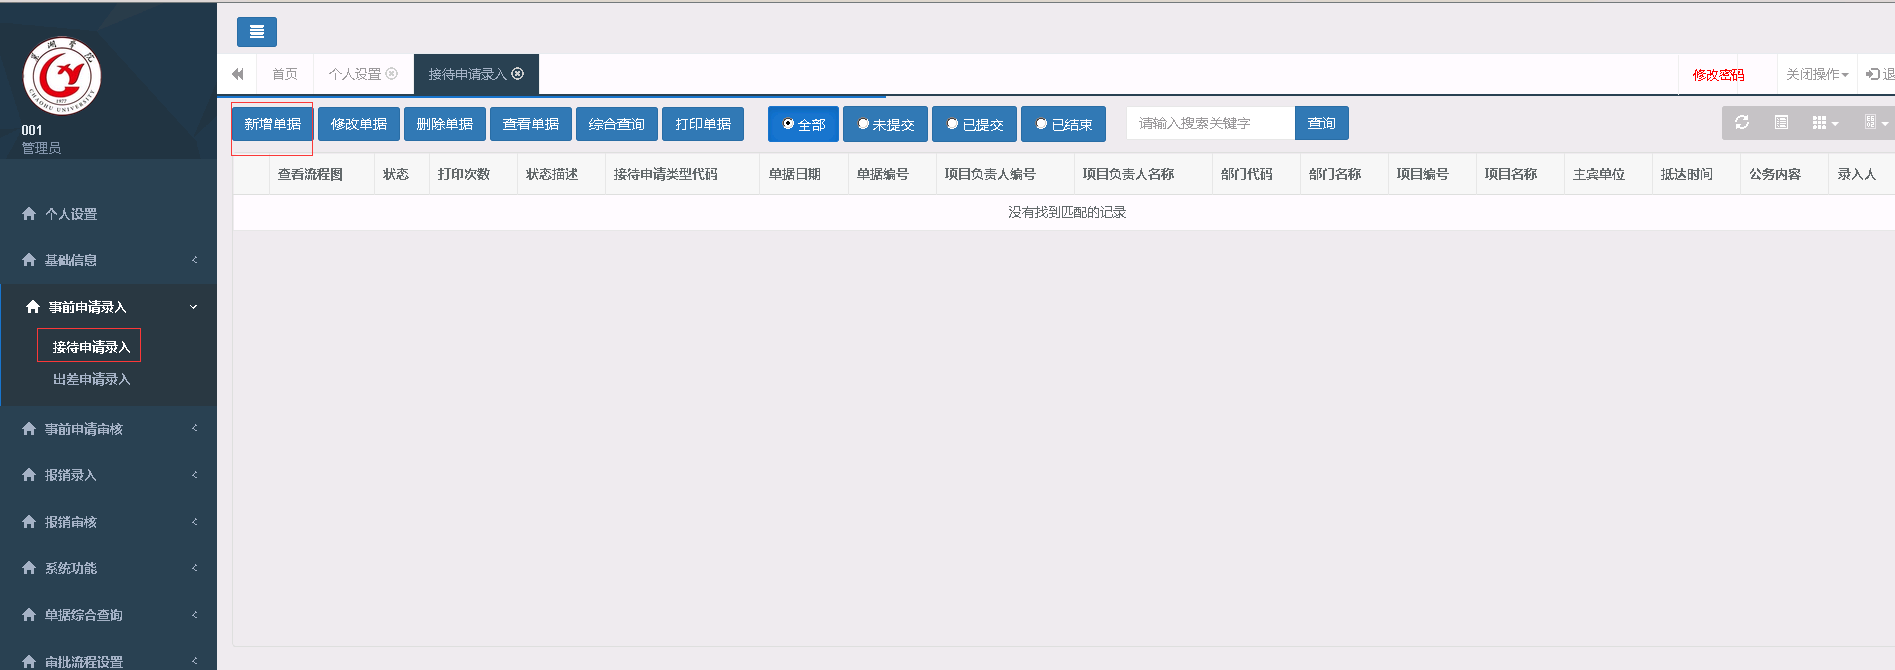 巢湖学院
CHAOHU UNIVERSITY
1977
001
管理员
个人设置
基础信息
事前申请录入
接待申请录入
出差申请录入
事前申请审核
报销录入
报销审核
系统功能
单据综合查询
审批流程设置
首页 个人设置 接待申请录入 修改密码 关闭操作 退
新增单据 修改单据 删除单据 查看单据 综合查询 打印单据 全部 未提交 已提交 已结束 请输入搜索关键字 查询
查看流程图 状态 打印次数 状态描述 接待申请类型代码 单据日期 单据编号 项目负责人编号 项目负责人名称 部门代码 部门名称 项目编号 项目名称 主宾单位 抵达时间 公务内容 录入人
没有找到匹配的记录